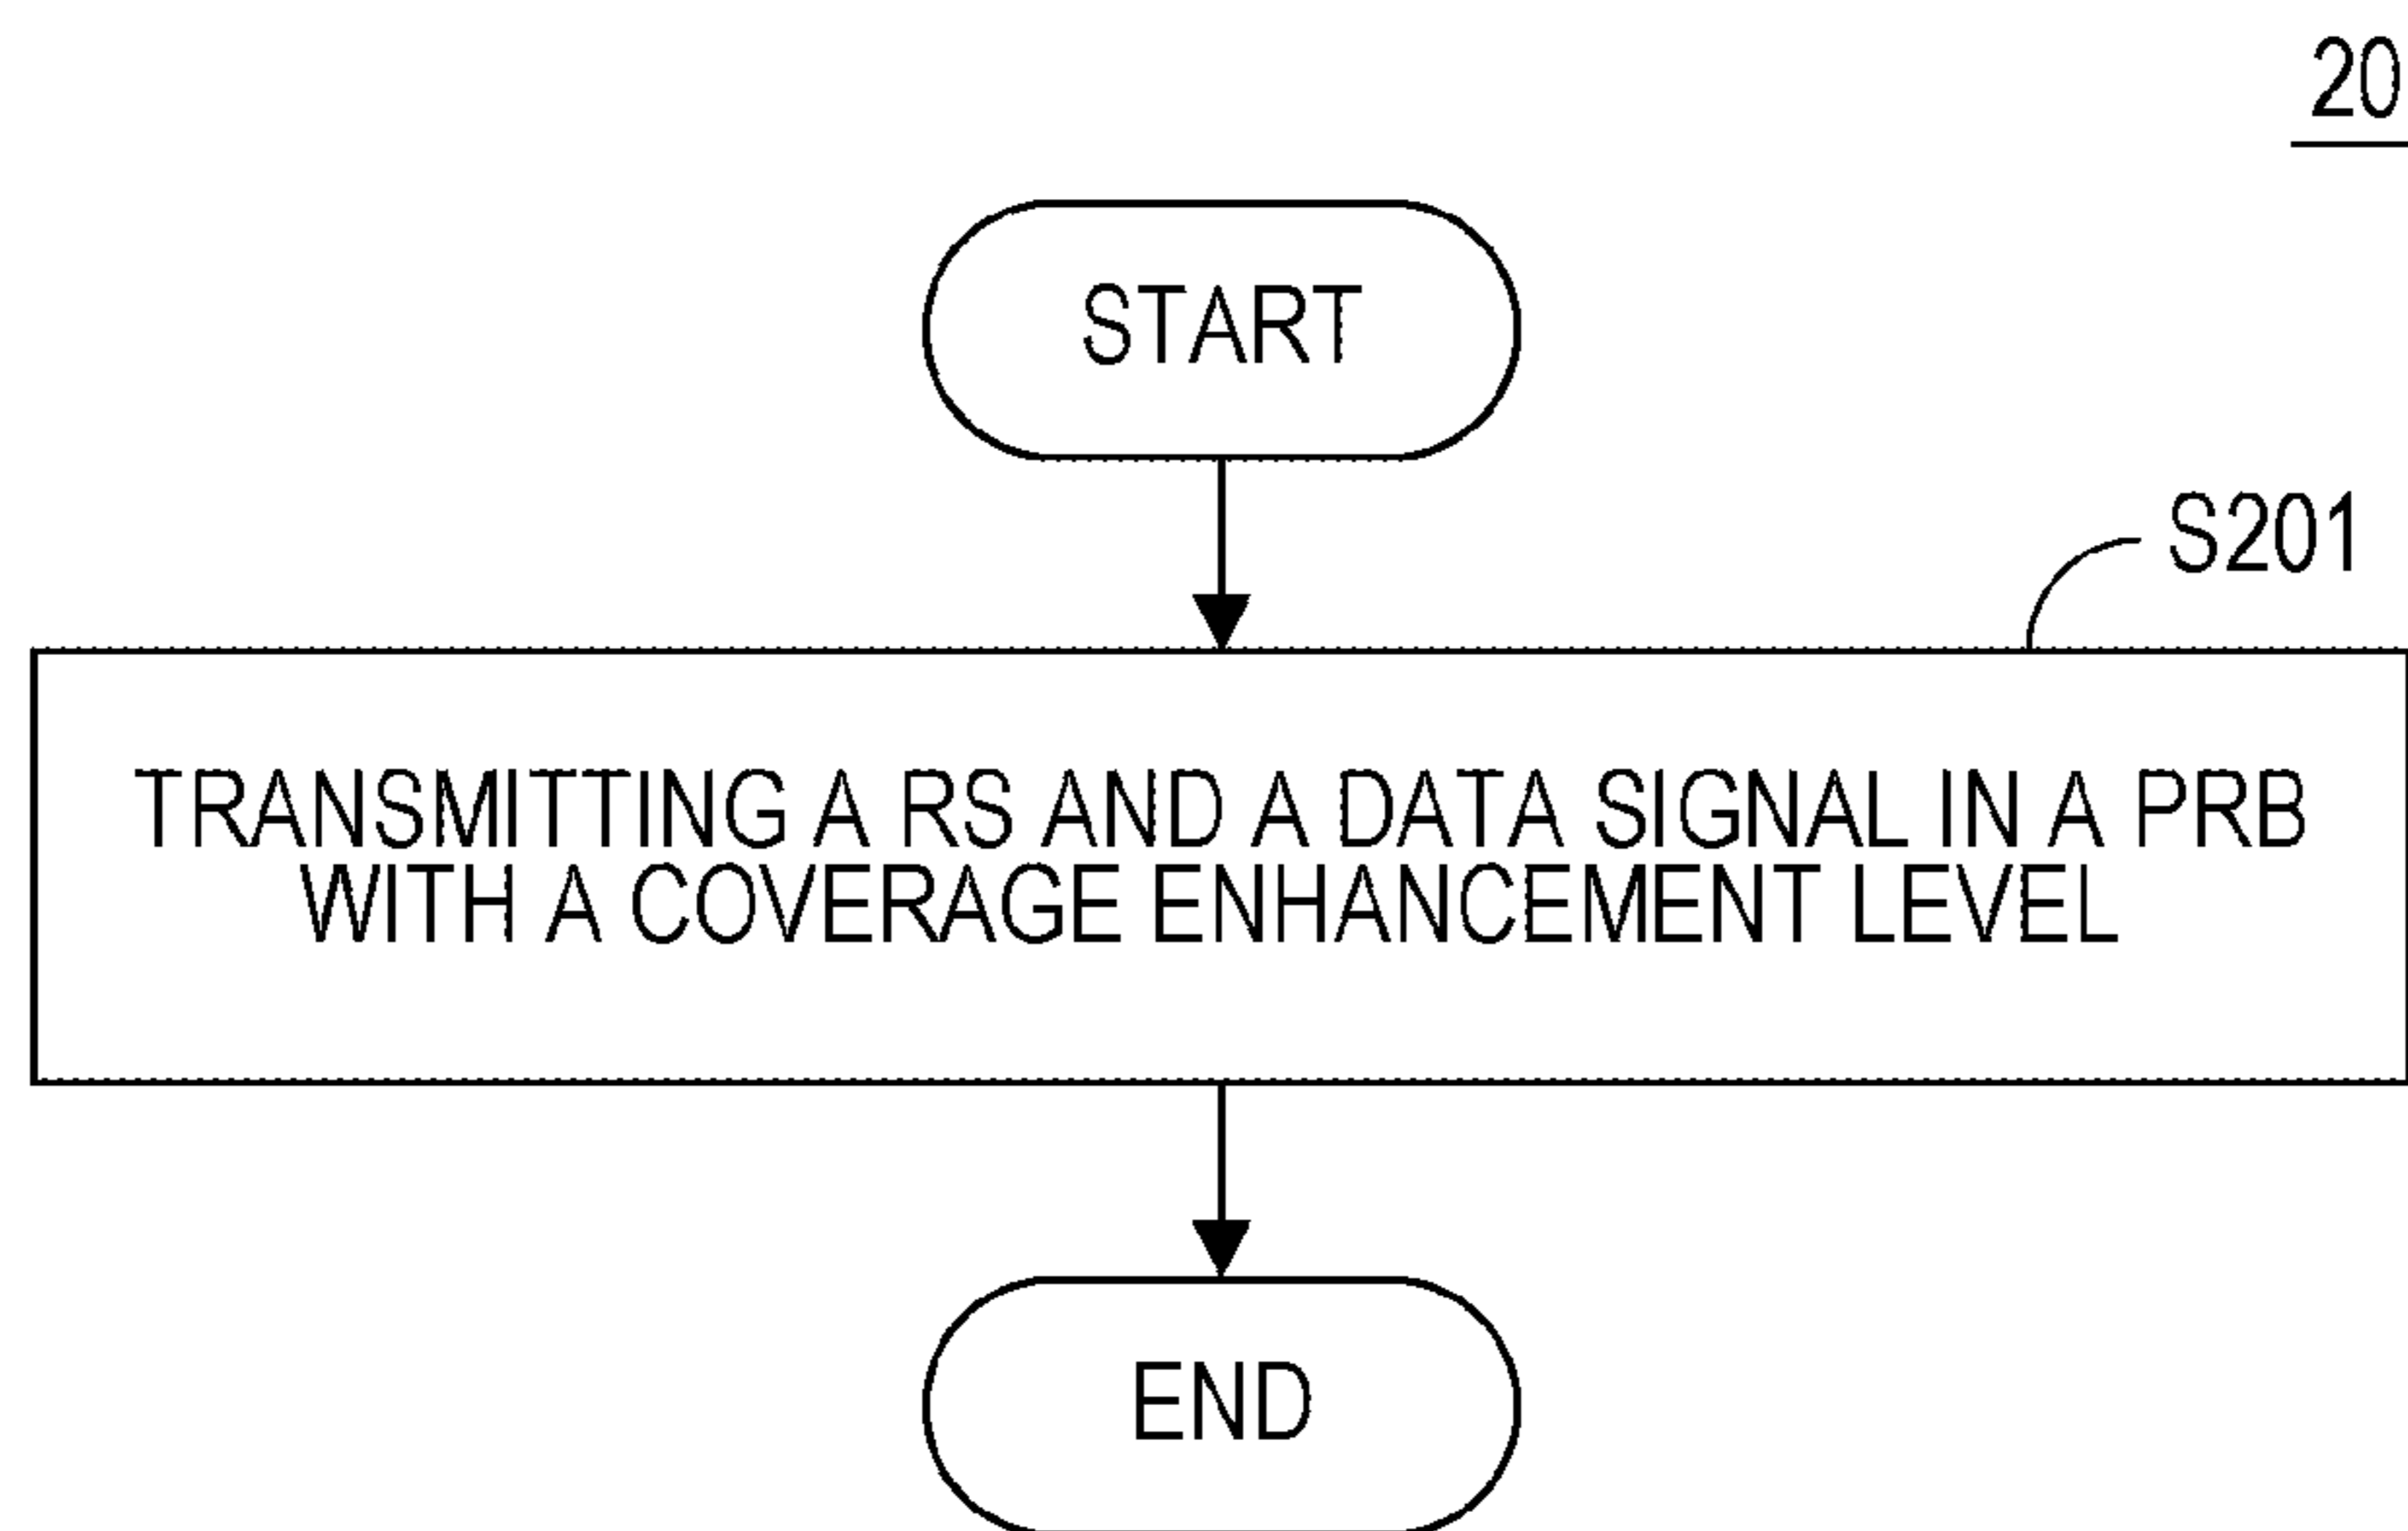 20
START
S201
TRANSMITTING A RS AND A DATA SIGNAL IN A PRB
WITH A COVERAGE ENHANCEMENT LEVEL
END